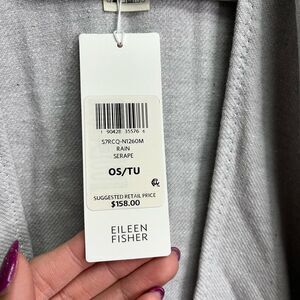 1 90428 35576 6
S7RCQ-N1260M
RAIN
SERAPE
OS/TU
SUGGESTED RETAIL PRICE
$158.00
EILEEN
FISHER